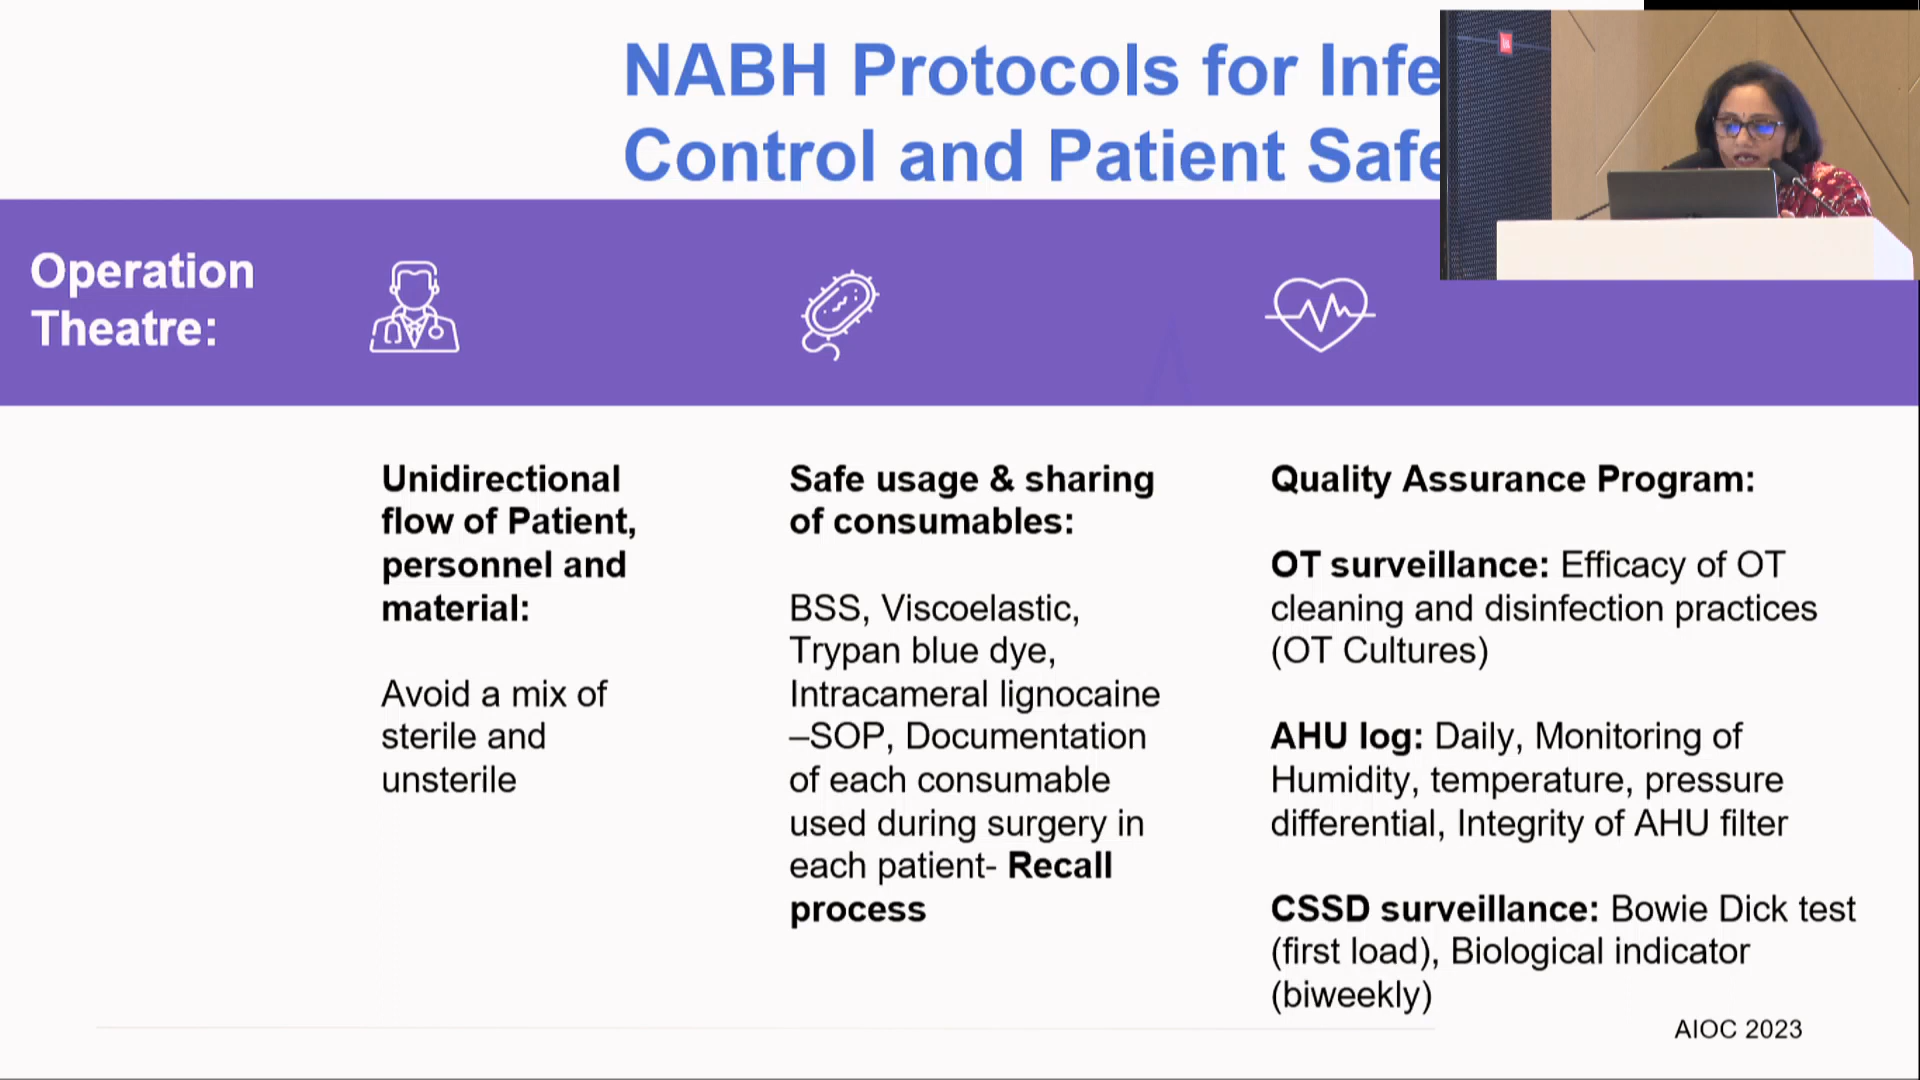 NABH Protocols for Infe
Control and Patient Safe
Operation
Theatre:
Unidirectional
flow of Patient,
personnel and
material:
Avoid a mix of
sterile and
unsterile
Safe usage & sharing
of consumables:
BSS, Viscoelastic,
Trypan blue dye,
Intracameral lignocaine
–SOP, Documentation
of each consumable
used during surgery in
each patient- Recall
process
Quality Assurance Program:
OT surveillance: Efficacy of OT
cleaning and disinfection practices
(OT Cultures)
AHU log: Daily, Monitoring of
Humidity, temperature, pressure
differential, Integrity of AHU filter
CSSD surveillance: Bowie Dick test
(first load), Biological indicator
(biweekly)
AIOC 2023